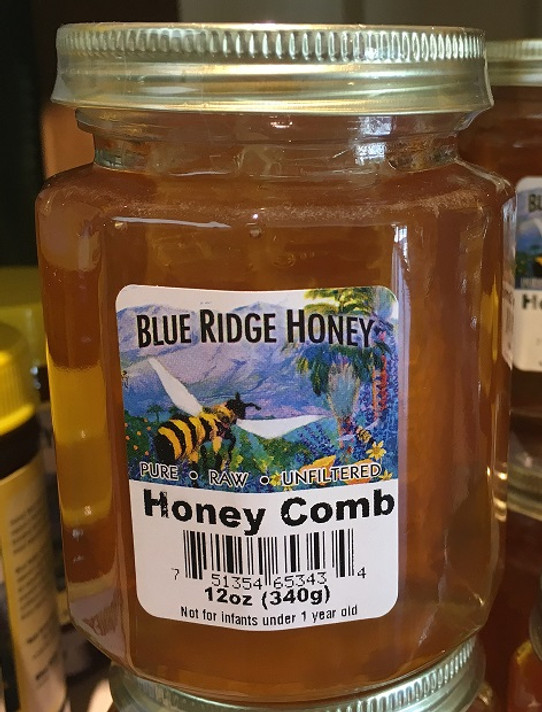 BLUE RIDGE HONEY
PURE • RAW • UNFILTERED
Honey Comb
7 51354 65343 4
12oz (340g)
Not for infants under 1 year old